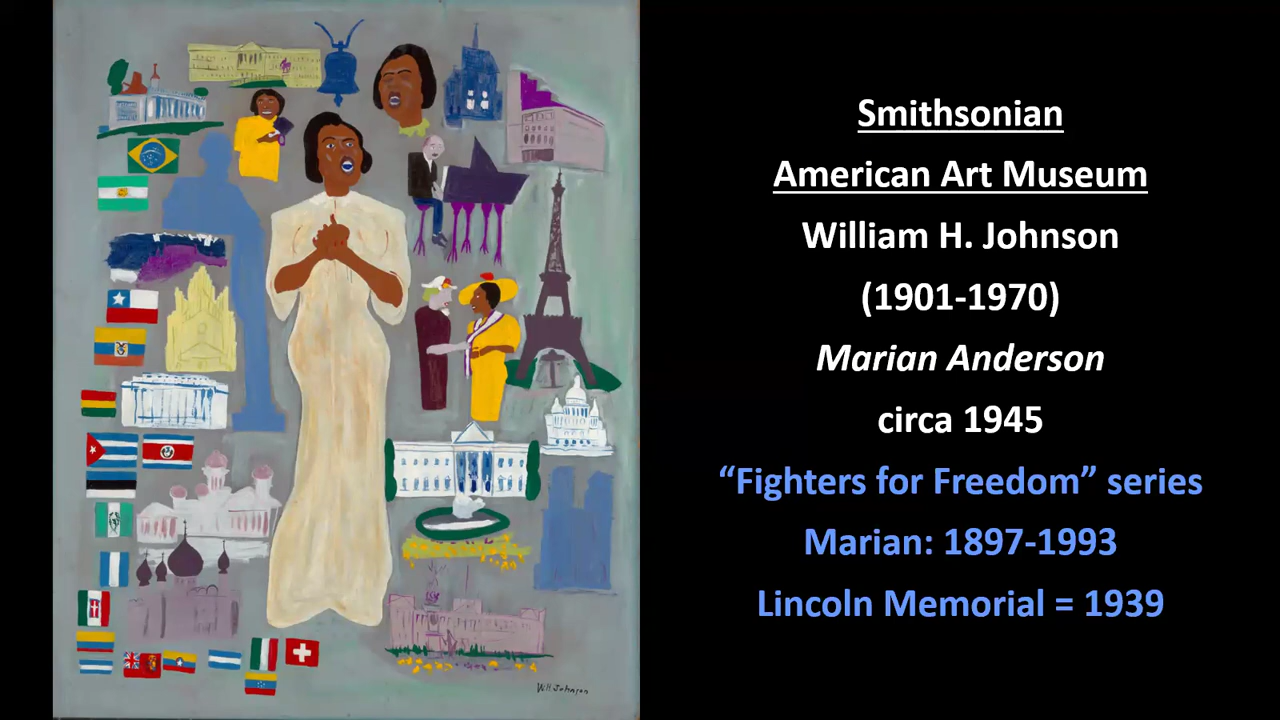 Smithsonian
American Art Museum
William H. Johnson
(1901-1970)
Marian Anderson
circa 1945
“Fighters for Freedom” series
Marian: 1897-1993
Lincoln Memorial = 1939
W.H. Johnson